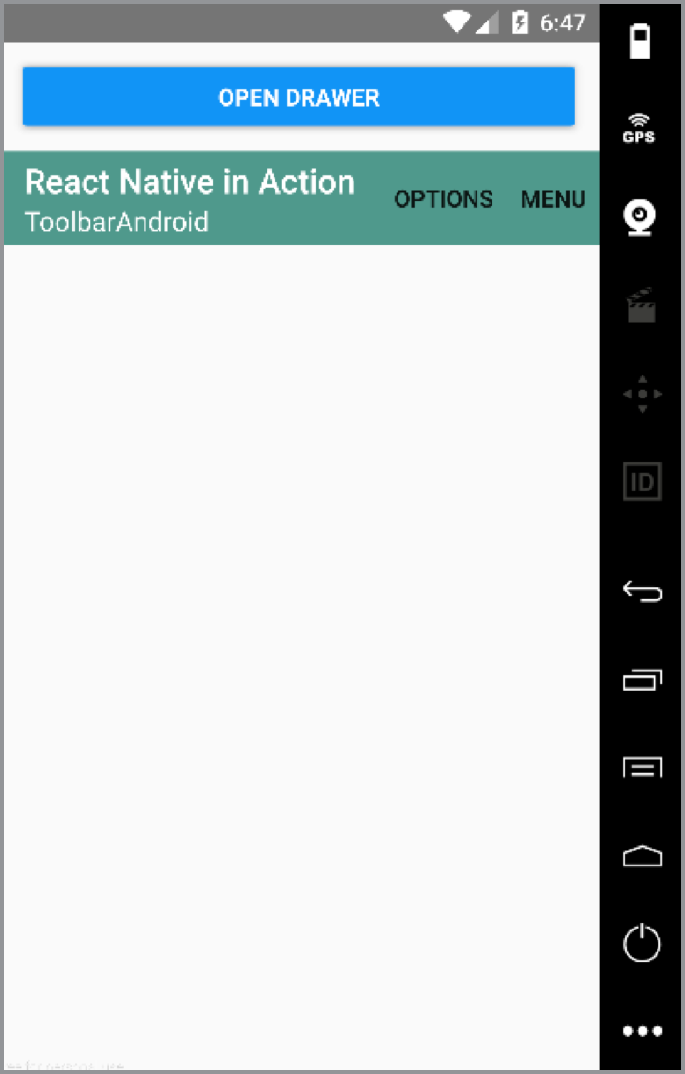 6:47
OPEN DRAWER
React Native in Action
ToolbarAndroid
OPTIONS MENU
GPS
ID